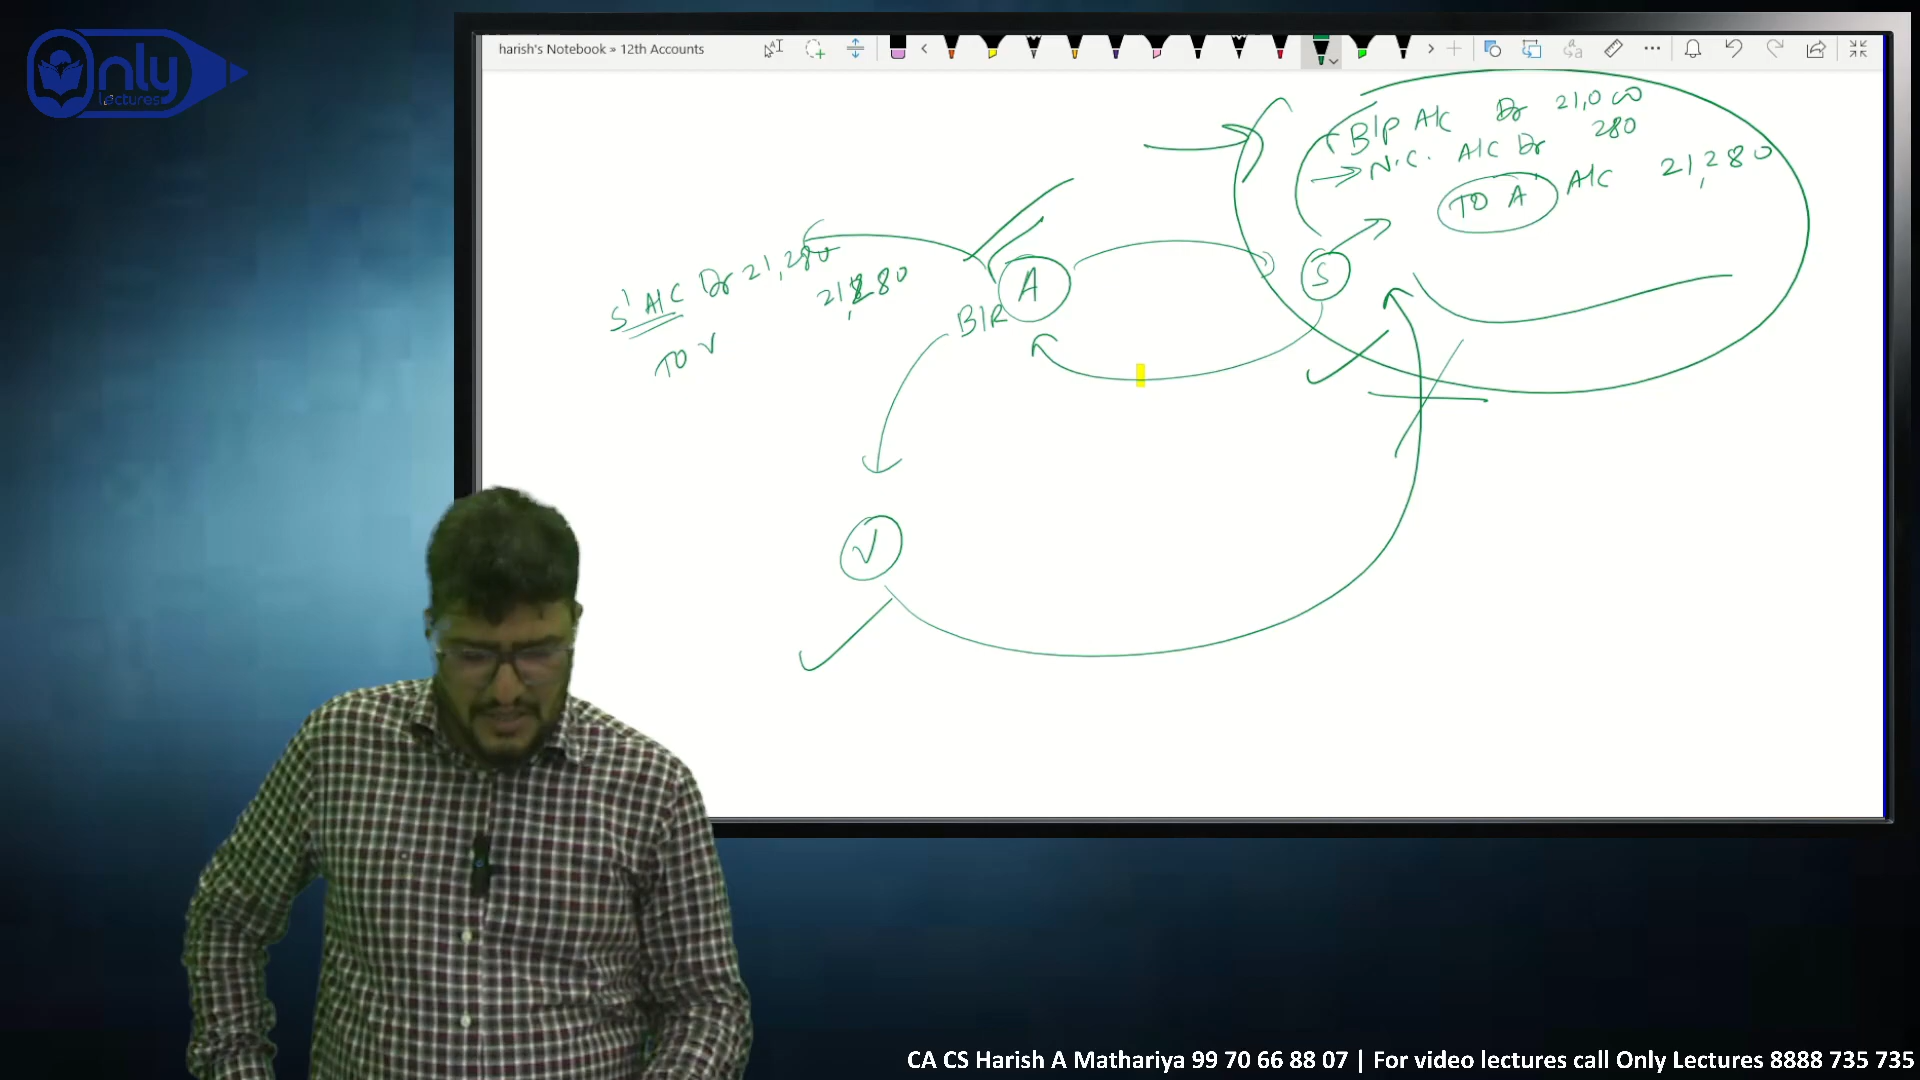 Only
lectures
harish's Notebook » 12th Accounts
B/P A/c Dr 21,000
→ N.C. A/c Dr 280
TO A' A/c 21,280
S' A/c Dr 21,280
TO V 21,280
A
S
B/R
V
CA CS Harish A Mathariya 99 70 66 88 07 | For video lectures call Only Lectures 8888 735 735